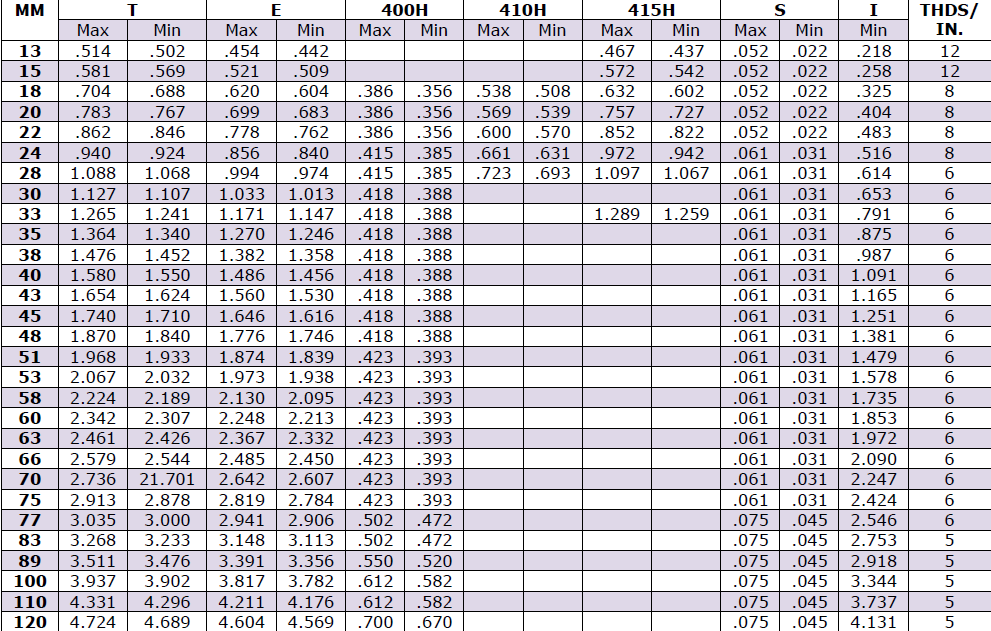 MM T E 400H 410H 415H S I THDS/
IN.
Max Min Max Min Max Min Max Min Max Min Max Min Min
13 .514 .502 .454 .442 .467 .437 .052 .022 .218 12
15 .581 .569 .521 .509 .572 .542 .052 .022 .258 12
18 .704 .688 .620 .604 .386 .356 .538 .508 .632 .602 .052 .022 .325 8
20 .783 .767 .699 .683 .386 .356 .569 .539 .757 .727 .052 .022 .404 8
22 .862 .846 .778 .762 .386 .356 .600 .570 .852 .822 .052 .022 .483 8
24 .940 .924 .856 .840 .415 .385 .661 .631 .972 .942 .061 .031 .516 8
28 1.088 1.068 .994 .974 .415 .385 .723 .693 1.097 1.067 .061 .031 .614 6
30 1.127 1.107 1.033 1.013 .418 .388 .061 .031 .653 6
33 1.265 1.241 1.171 1.147 .418 .388 1.289 1.259 .061 .031 .791 6
35 1.364 1.340 1.270 1.246 .418 .388 .061 .031 .875 6
38 1.476 1.452 1.382 1.358 .418 .388 .061 .031 .987 6
40 1.580 1.550 1.486 1.456 .418 .388 .061 .031 1.091 6
43 1.654 1.624 1.560 1.530 .418 .388 .061 .031 1.165 6
45 1.740 1.710 1.646 1.616 .418 .388 .061 .031 1.251 6
48 1.870 1.840 1.776 1.746 .418 .388 .061 .031 1.381 6
51 1.968 1.933 1.874 1.839 .423 .393 .061 .031 1.479 6
53 2.067 2.032 1.973 1.938 .423 .393 .061 .031 1.578 6
58 2.224 2.189 2.130 2.095 .423 .393 .061 .031 1.735 6
60 2.342 2.307 2.248 2.213 .423 .393 .061 .031 1.853 6
63 2.461 2.426 2.367 2.332 .423 .393 .061 .031 1.972 6
66 2.579 2.544 2.485 2.450 .423 .393 .061 .031 2.090 6
70 2.736 21.701 2.642 2.607 .423 .393 .061 .031 2.247 6
75 2.913 2.878 2.819 2.784 .423 .393 .061 .031 2.424 6
77 3.035 3.000 2.941 2.906 .502 .472 .075 .045 2.546 6
83 3.268 3.233 3.148 3.113 .502 .472 .075 .045 2.753 5
89 3.511 3.476 3.391 3.356 .550 .520 .075 .045 2.918 5
100 3.937 3.902 3.817 3.782 .612 .582 .075 .045 3.344 5
110 4.331 4.296 4.211 4.176 .612 .582 .075 .045 3.737 5
120 4.724 4.689 4.604 4.569 .700 .670 .075 .045 4.131 5